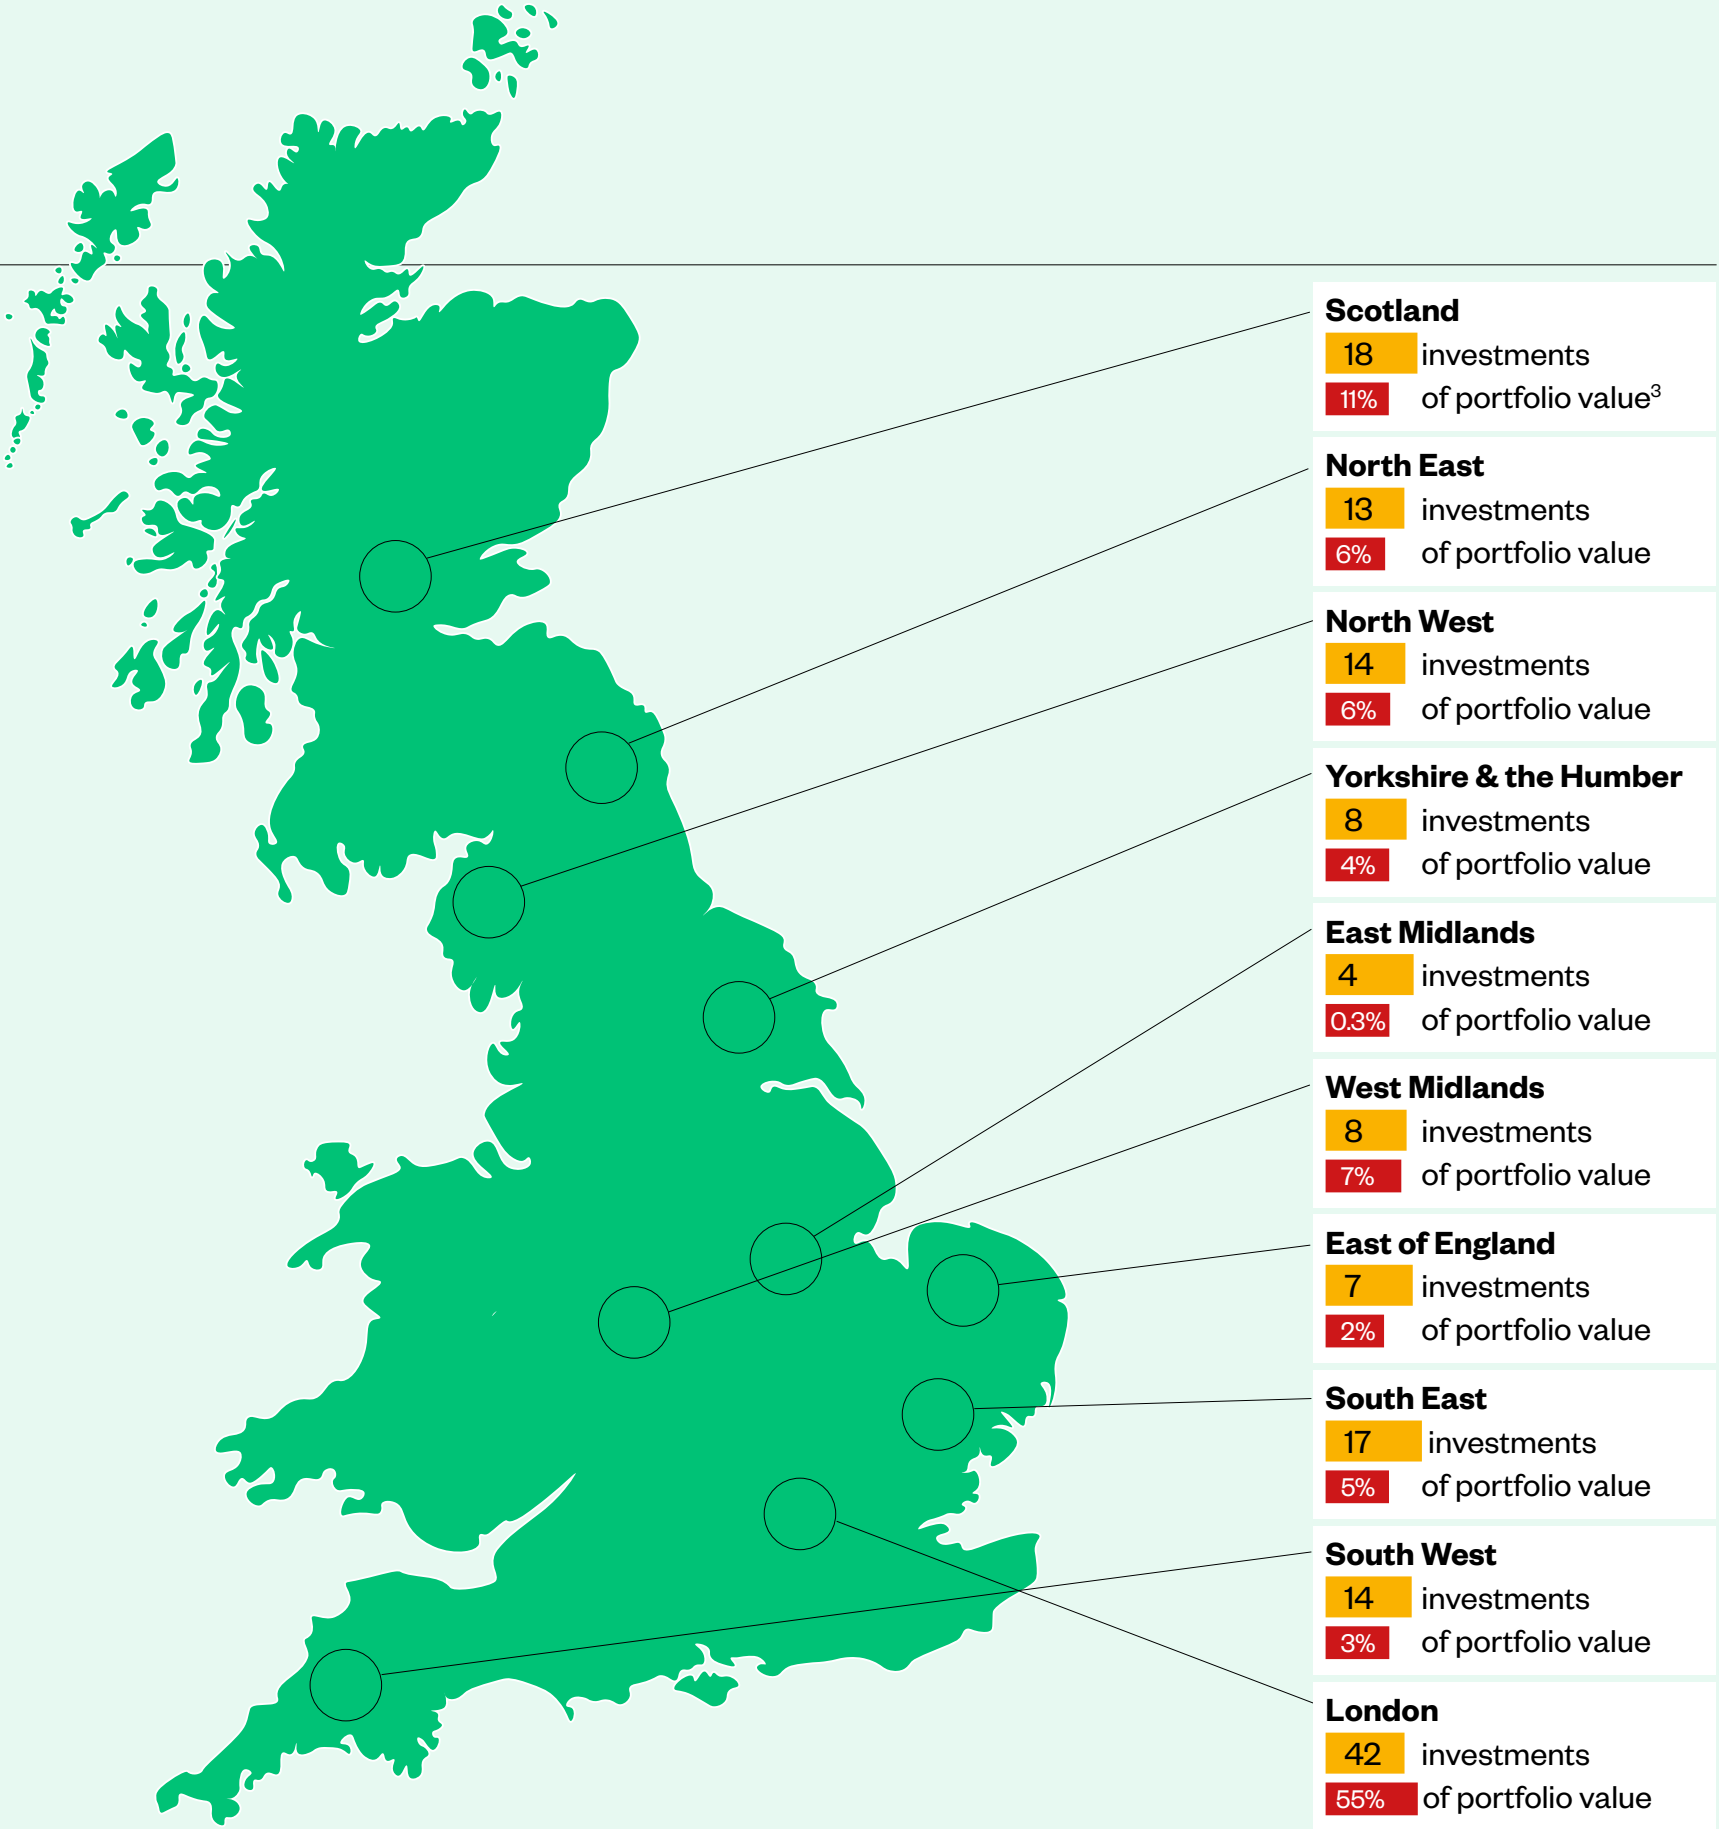 Scotland
18 investments
11% of portfolio value³
North East
13 investments
6% of portfolio value
North West
14 investments
6% of portfolio value
Yorkshire & the Humber
8 investments
4% of portfolio value
East Midlands
4 investments
0.3% of portfolio value
West Midlands
8 investments
7% of portfolio value
East of England
7 investments
2% of portfolio value
South East
17 investments
5% of portfolio value
South West
14 investments
3% of portfolio value
London
42 investments
55% of portfolio value